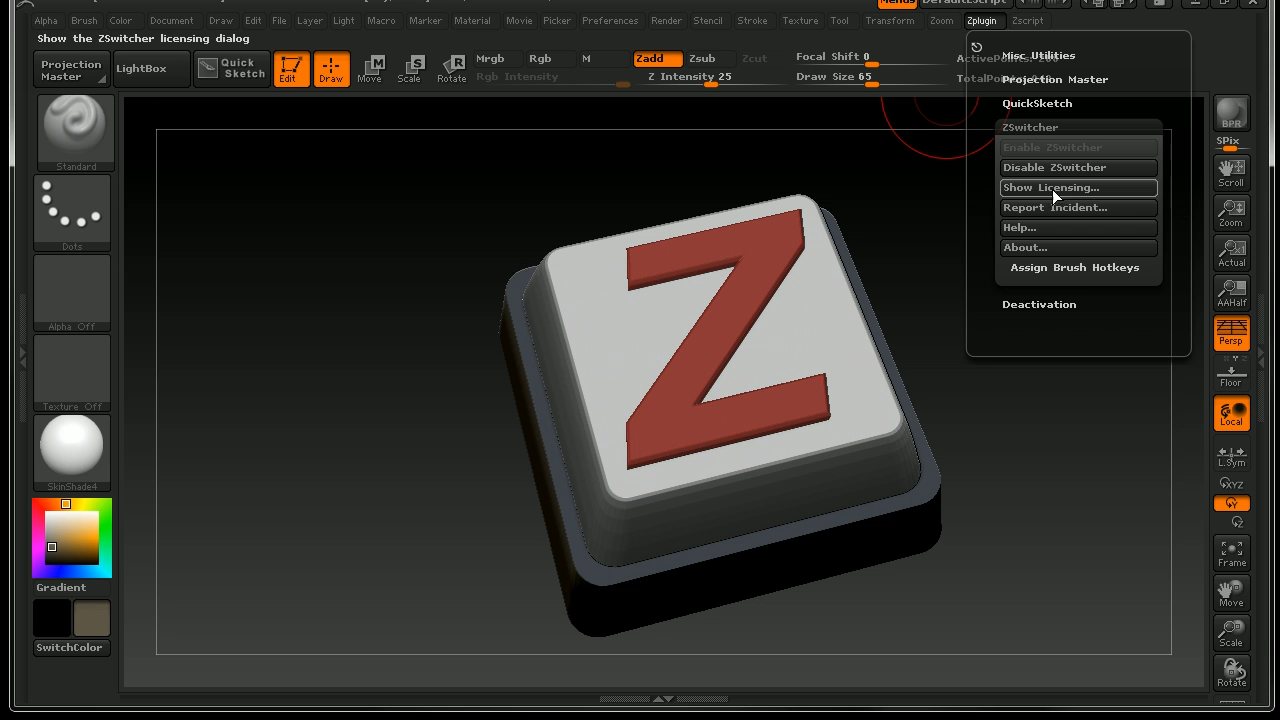 Menus DefaultZScript
Alpha Brush Color Document Draw Edit File Layer Light Macro Marker Material Movie Picker Preferences Render Stencil Stroke Texture Tool Transform Zoom Zplugin Zscript
Show the ZSwitcher licensing dialog
Projection Master
LightBox
Quick Sketch
Edit
Draw
Move
Scale
Rotate
Mrgb Rgb M Zadd Zsub Zcut
Rgb Intensity Z Intensity 25
Focal Shift 0
Draw Size 65
Misc Utilities
Projection Master
QuickSketch
ZSwitcher
Enable ZSwitcher
Disable ZSwitcher
Show Licensing...
Report Incident...
Help...
About...
Assign Brush Hotkeys
Deactivation
Standard
Dots
Alpha Off
Texture Off
SkinShade4
Gradient
SwitchColor
Z
BPR
SPix
Scroll
Zoom
Actual
AAHalf
Persp
Floor
Local
L.Sym
XYZ
Y
Z
Frame
Move
Scale
Rotate